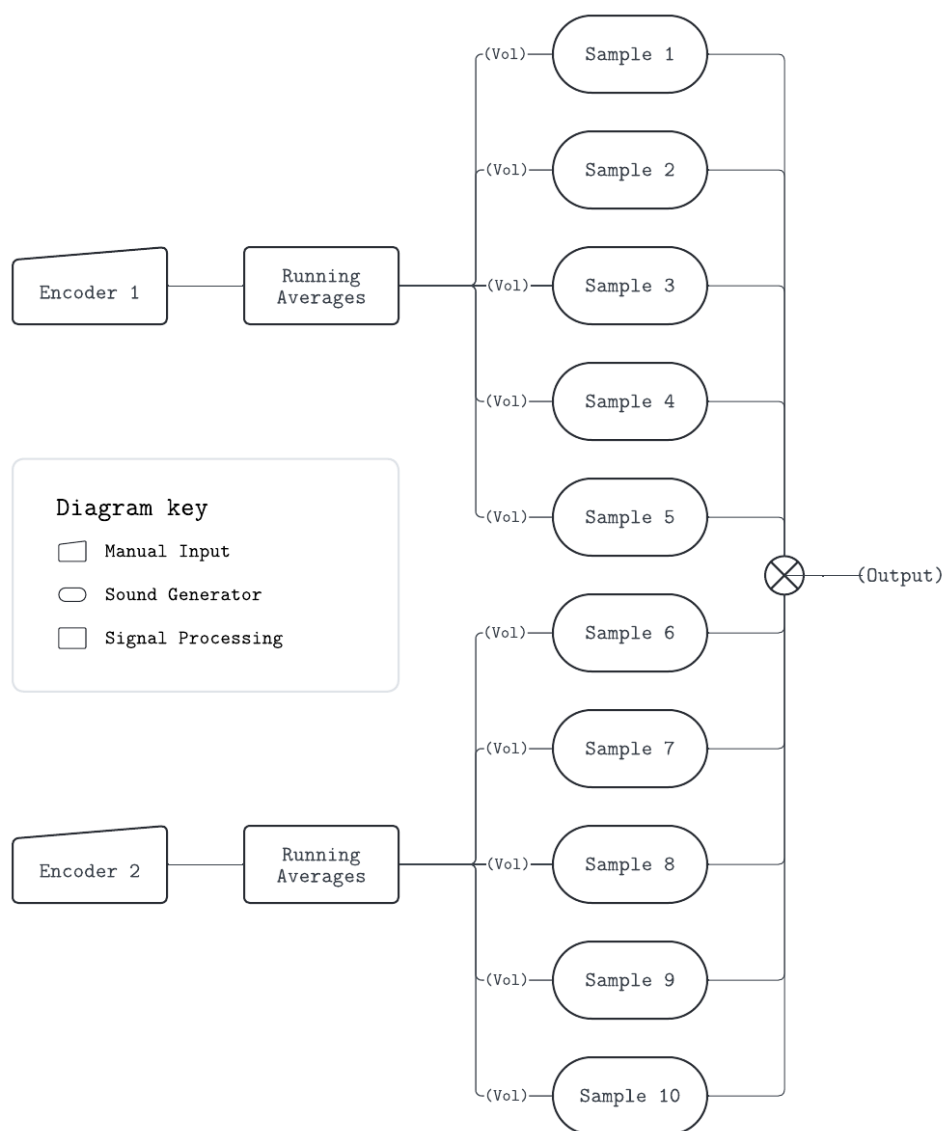 (Vol)
Sample 1
(Vol)
Sample 2
Encoder 1
Running
Averages
(Vol)
Sample 3
(Vol)
Sample 4
(Vol)
Sample 5
Diagram key
Manual Input
Sound Generator
Signal Processing
(Output)
(Vol)
Sample 6
(Vol)
Sample 7
Encoder 2
Running
Averages
(Vol)
Sample 8
(Vol)
Sample 9
(Vol)
Sample 10